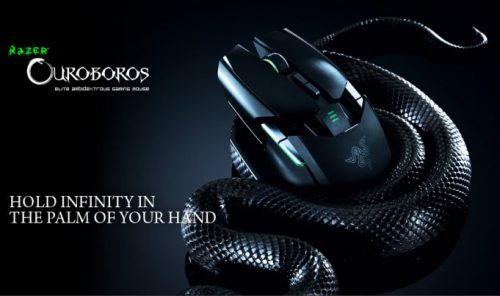 RAZER
OUROBOROS
ELITE AMBIDEXTROUS GAMING MOUSE
HOLD INFINITY IN
THE PALM OF YOUR HAND